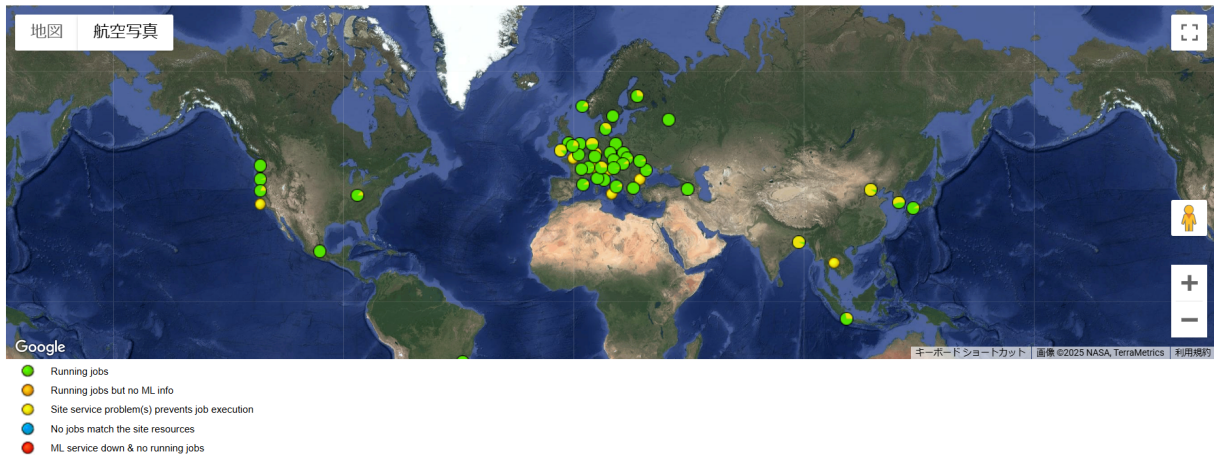 地図 航空写真
Google
キーボード ショートカット 画像 ©2025 NASA, TerraMetrics 利用規約
Running jobs
Running jobs but no ML info
Site service problem(s) prevents job execution
No jobs match the site resources
ML service down & no running jobs